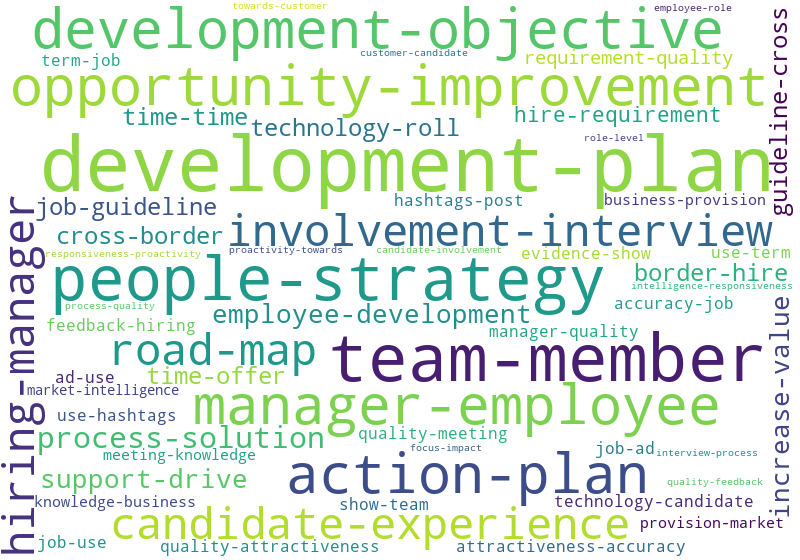 towards-customer
employee-role
development-objective
customer-candidate
term-job
requirement-quality
opportunity-improvement
guideline-cross
time-time
hire-requirement
technology-roll
role-level
development-plan
hashtags-post
business-provision
job-guideline
involvement-interview
cross-border
proactivity-towards
candidate-involvement
evidence-show
use-term
responsiveness-proactivity
people-strategy
border-hire
intelligence-responsiveness
process-quality
accuracy-job
employee-development
feedback-hiring
manager-quality
road-map
team-member
hiring-manager
increase-value
ad-use
time-offer
market-intelligence
manager-employee
use-hashtags
process-solution
quality-meeting
focus-impact
job-ad
interview-process
meeting-knowledge
support-drive
action-plan
quality-feedback
knowledge-business
show-team
technology-candidate
candidate-experience
provision-market
job-use
quality-attractiveness
attractiveness-accuracy